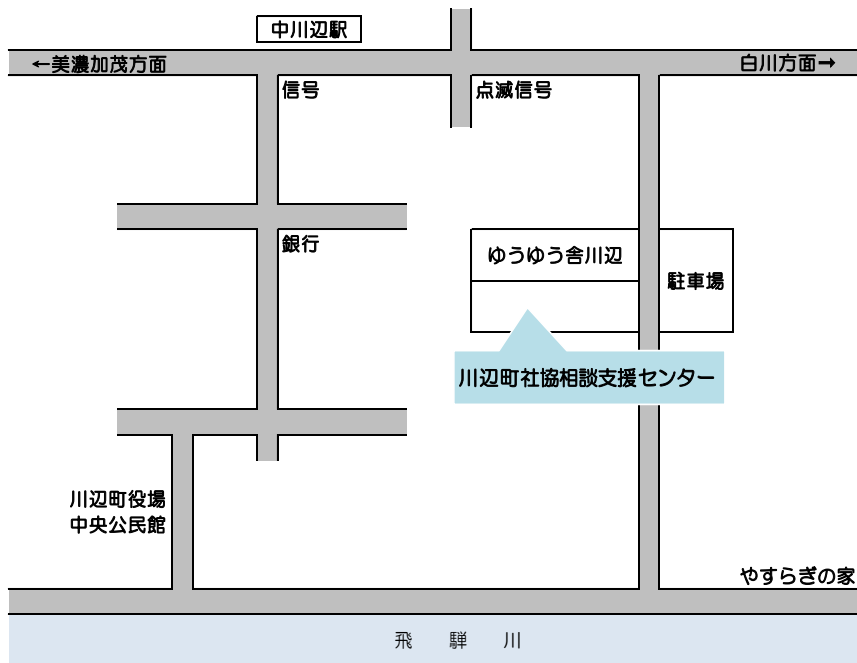 中川辺駅
←美濃加茂方面
白川方面→
信号
点滅信号
銀行
ゆうゆう舎川辺
駐車場
川辺町社協相談支援センター
川辺町役場
中央公民館
やすらぎの家
飛騨川